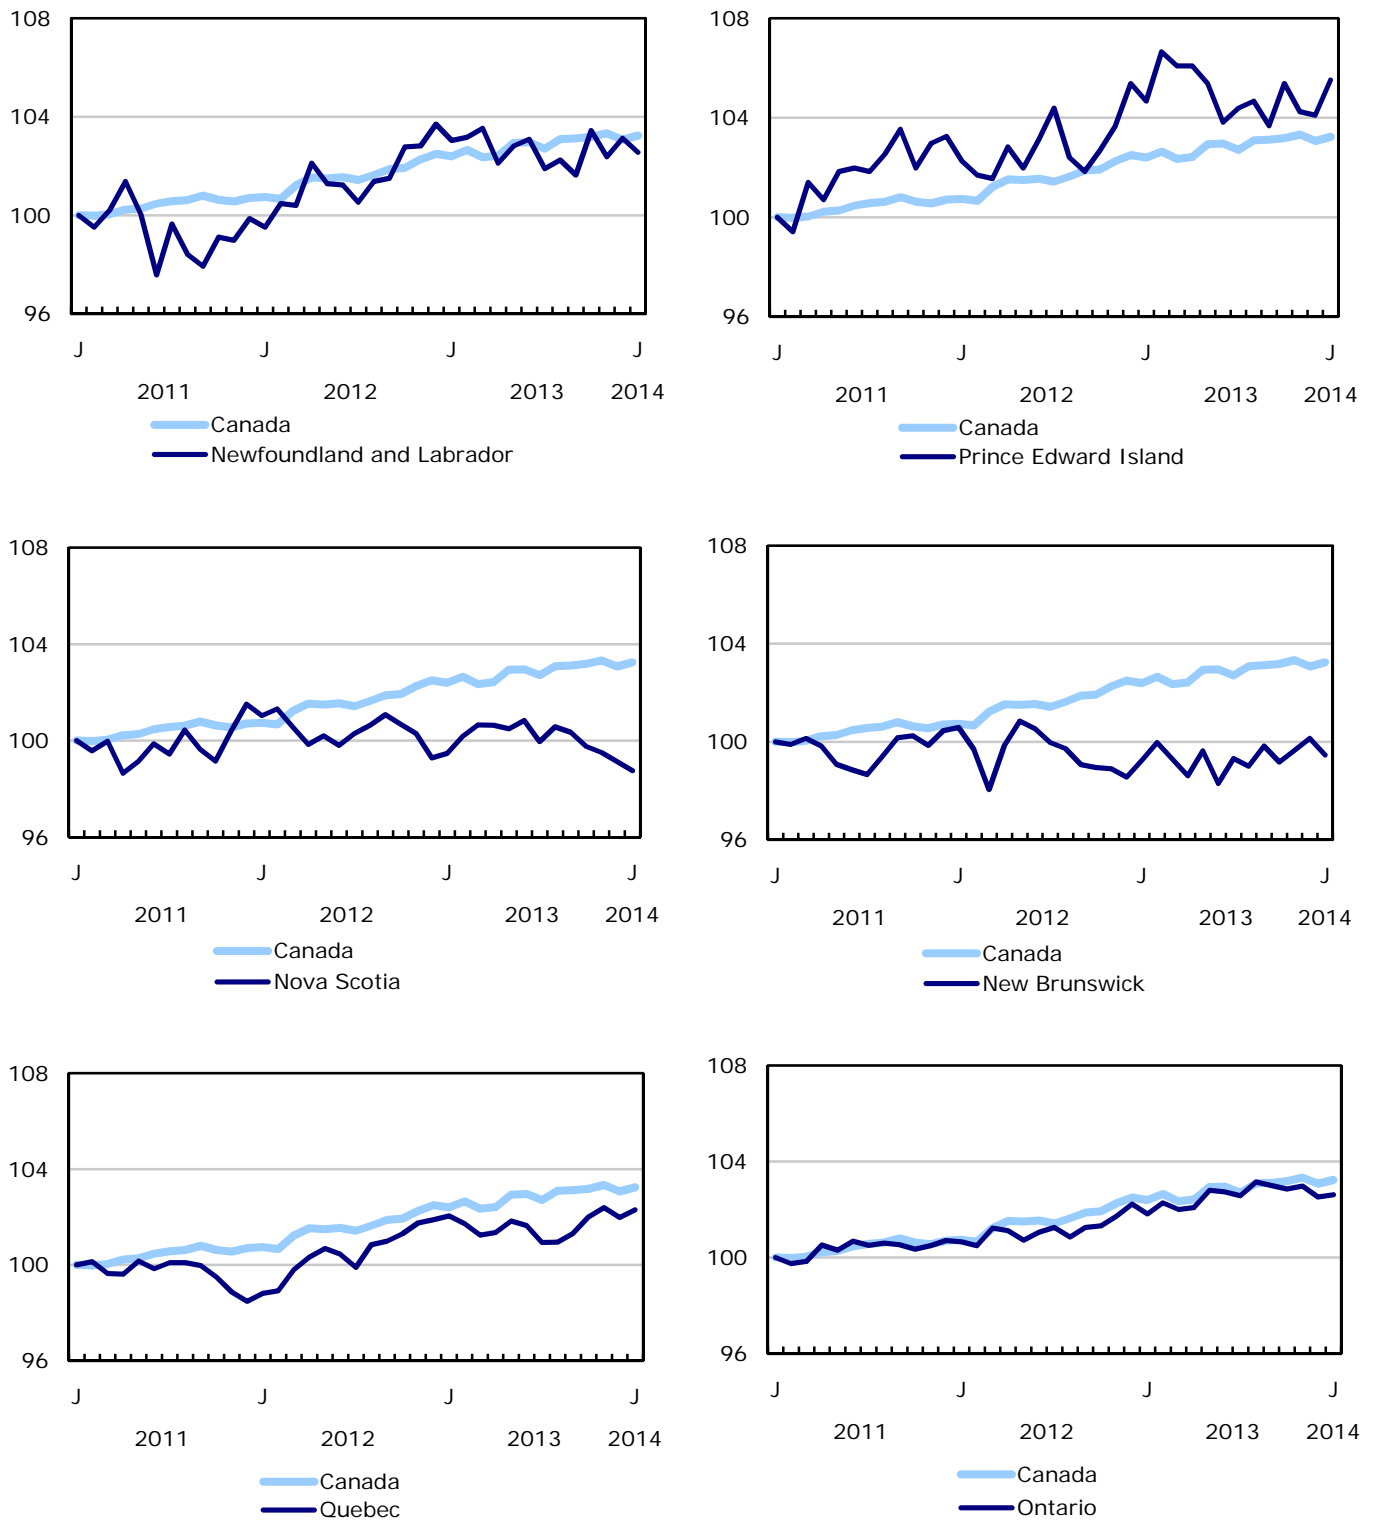 108
104
100
96
J J J J
2011 2012 2013 2014
Canada
Newfoundland and Labrador
108
104
100
96
J J J J
2011 2012 2013 2014
Canada
Prince Edward Island
108
104
100
96
J J J J
2011 2012 2013 2014
Canada
Nova Scotia
108
104
100
96
J J J J
2011 2012 2013 2014
Canada
New Brunswick
108
104
100
96
J J J J
2011 2012 2013 2014
Canada
Quebec
108
104
100
96
J J J J
2011 2012 2013 2014
Canada
Ontario